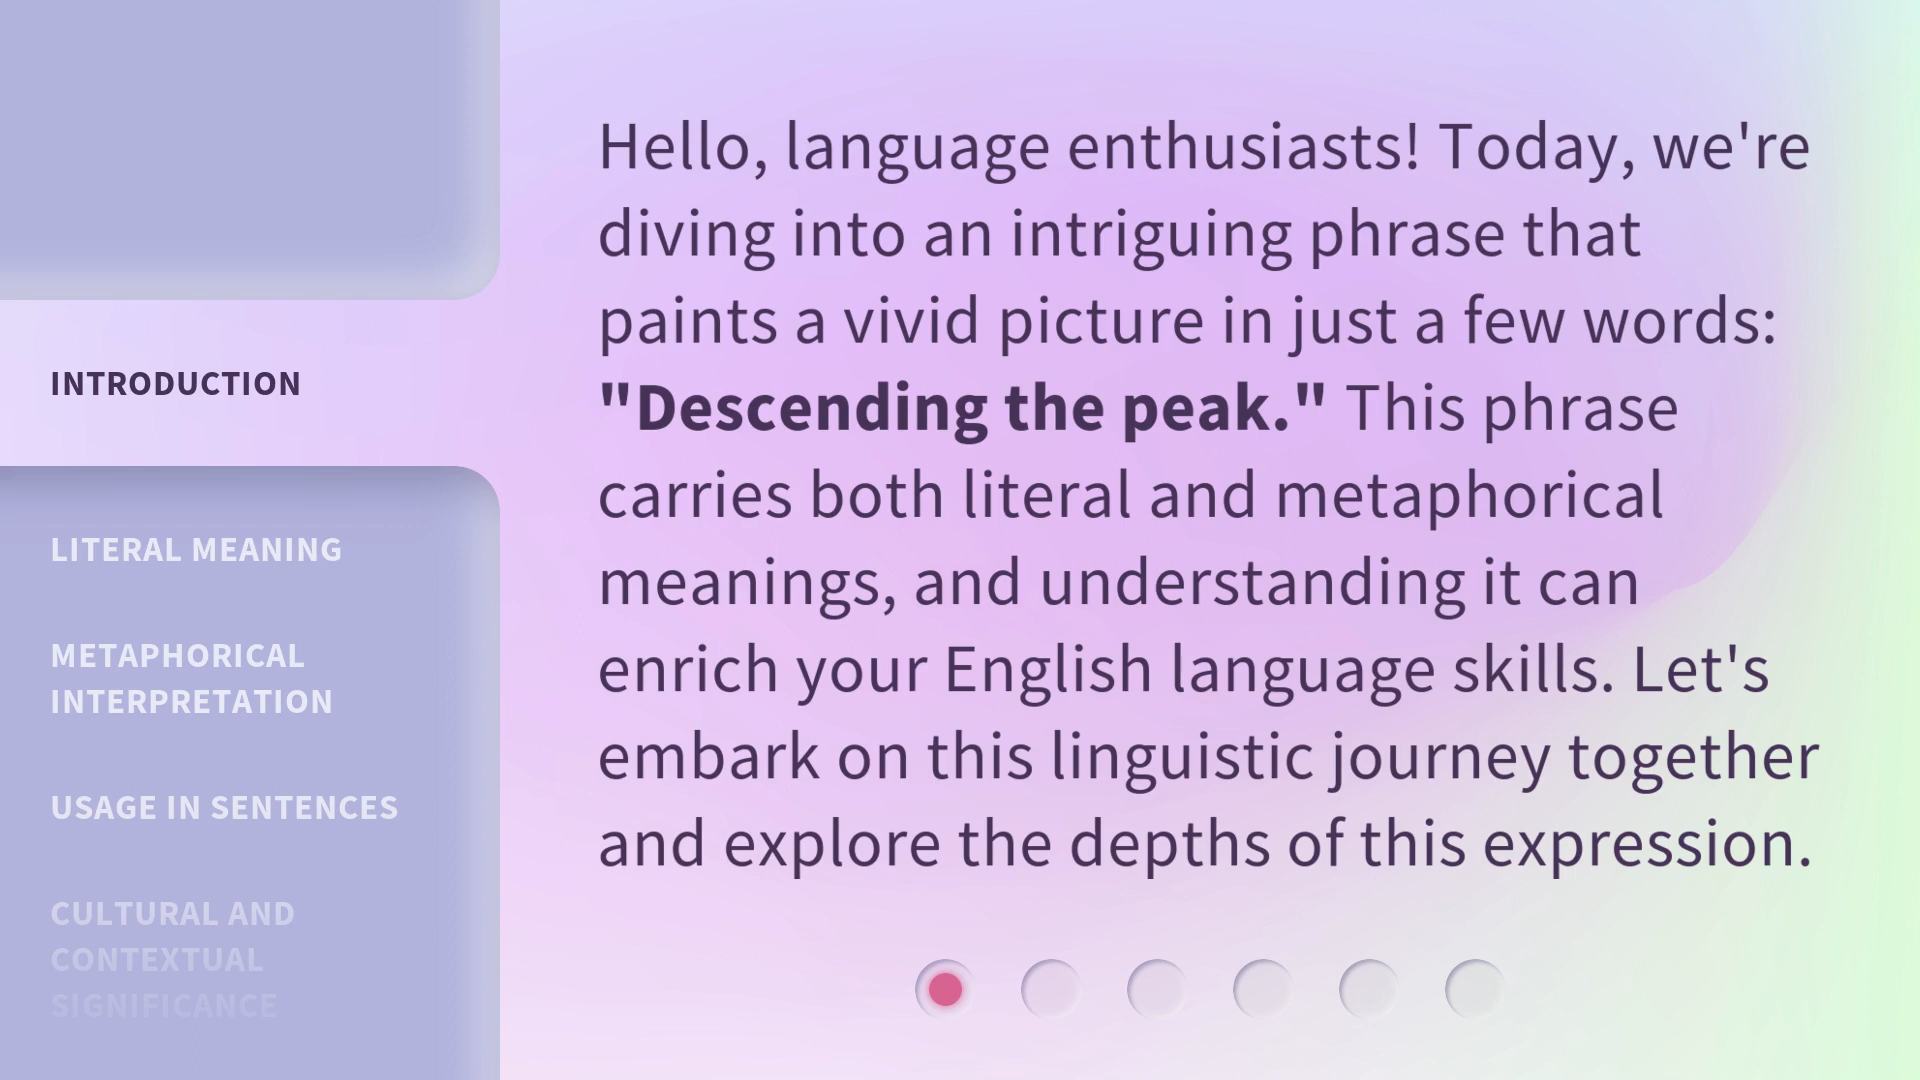 INTRODUCTION
LITERAL MEANING
METAPHORICAL
INTERPRETATION
USAGE IN SENTENCES
CULTURAL AND
CONTEXTUAL
SIGNIFICANCE
Hello, language enthusiasts! Today, we're
diving into an intriguing phrase that
paints a vivid picture in just a few words:
"Descending the peak." This phrase
carries both literal and metaphorical
meanings, and understanding it can
enrich your English language skills. Let's
embark on this linguistic journey together
and explore the depths of this expression.